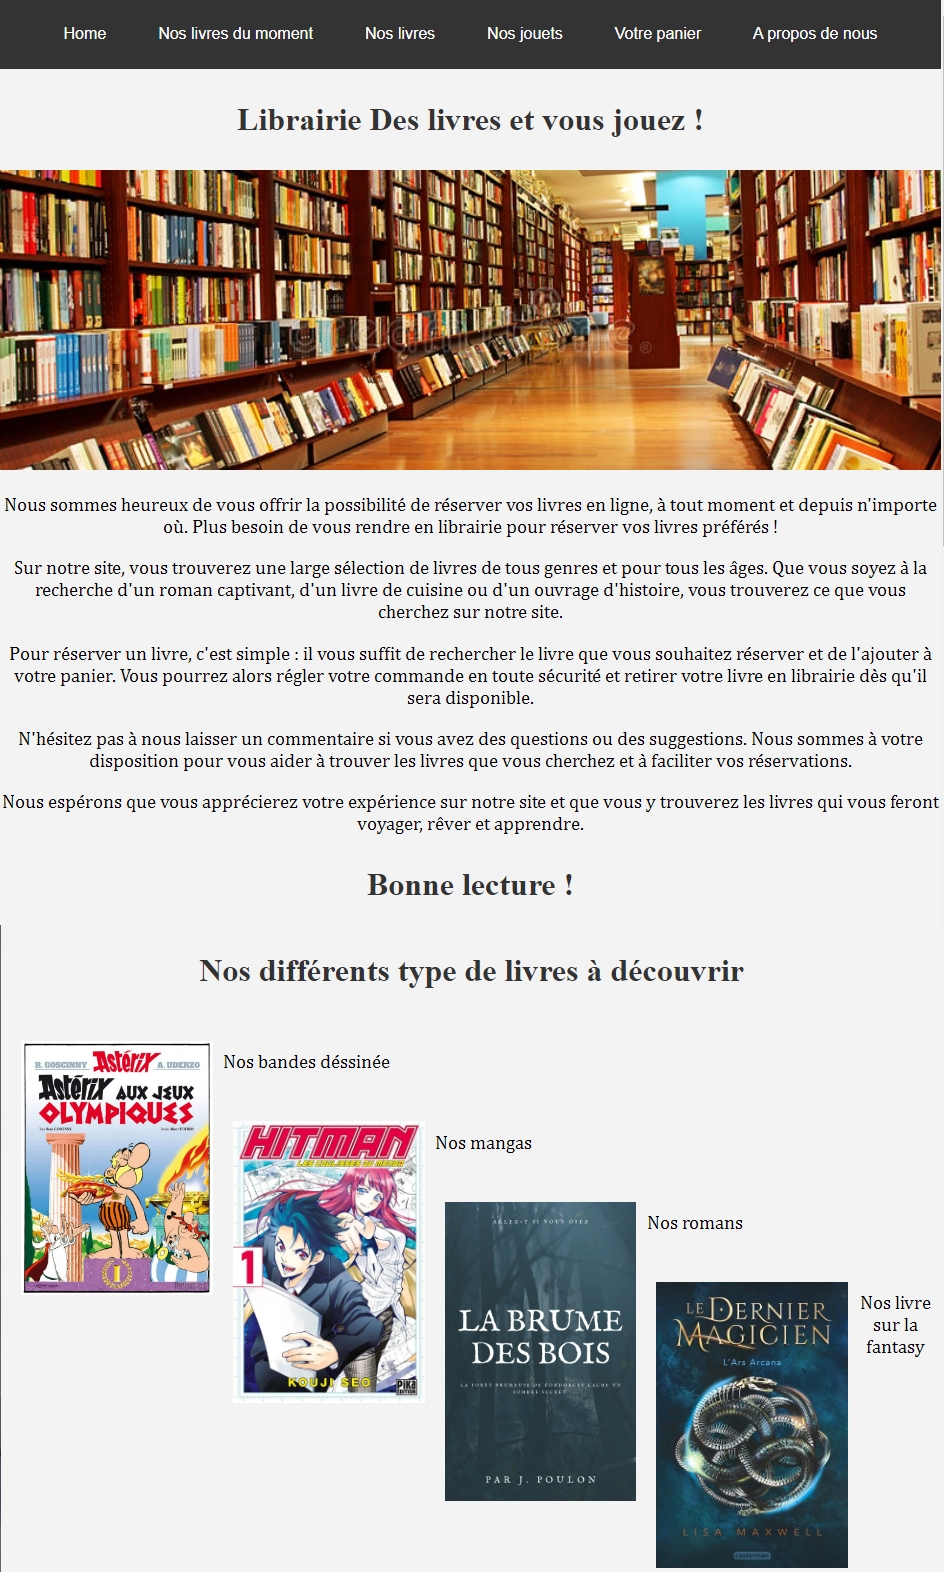 Home Nos livres du moment Nos livres Nos jouets Votre panier A propos de nous
Librairie Des livres et vous jouez !
dreamstime.
Nous sommes heureux de vous offrir la possibilité de réserver vos livres en ligne, à tout moment et depuis n'importe
où. Plus besoin de vous rendre en librairie pour réserver vos livres préférés !
Sur notre site, vous trouverez une large sélection de livres de tous genres et pour tous les âges. Que vous soyez à la
recherche d'un roman captivant, d'un livre de cuisine ou d'un ouvrage d'histoire, vous trouverez ce que vous
cherchez sur notre site.
Pour réserver un livre, c'est simple : il vous suffit de rechercher le livre que vous souhaitez réserver et de l'ajouter à
votre panier. Vous pourrez alors régler votre commande en toute sécurité et retirer votre livre en librairie dès qu'il
sera disponible.
N'hésitez pas à nous laisser un commentaire si vous avez des questions ou des suggestions. Nous sommes à votre
disposition pour vous aider à trouver les livres que vous cherchez et à faciliter vos réservations.
Nous espérons que vous apprécierez votre expérience sur notre site et que vous y trouverez les livres qui vous feront
voyager, rêver et apprendre.
Bonne lecture !
Nos différents type de livres à découvrir
R. GOSCINNY Astérix A. UDERZO
Astérix AUX JEUX
OLYMPIQUES
Nos bandes déssinée
HITMAN
LES COULISSES DU MANGA
1
KOUJI SEO
PIKA
ÉDITION
Nos mangas
ALLEZ-Y SI VOUS OSEZ
LA BRUME
DES BOIS
LA FORÊT BRUMEUSE DE CONDORCET CACHE UN
SOMBRE SECRET
PAR J. POULON
Nos romans
LE DERNIER
MAGICIEN
L'Ars Arcana
LISA MAXWELL
casterman
Nos livre
sur la
fantasy